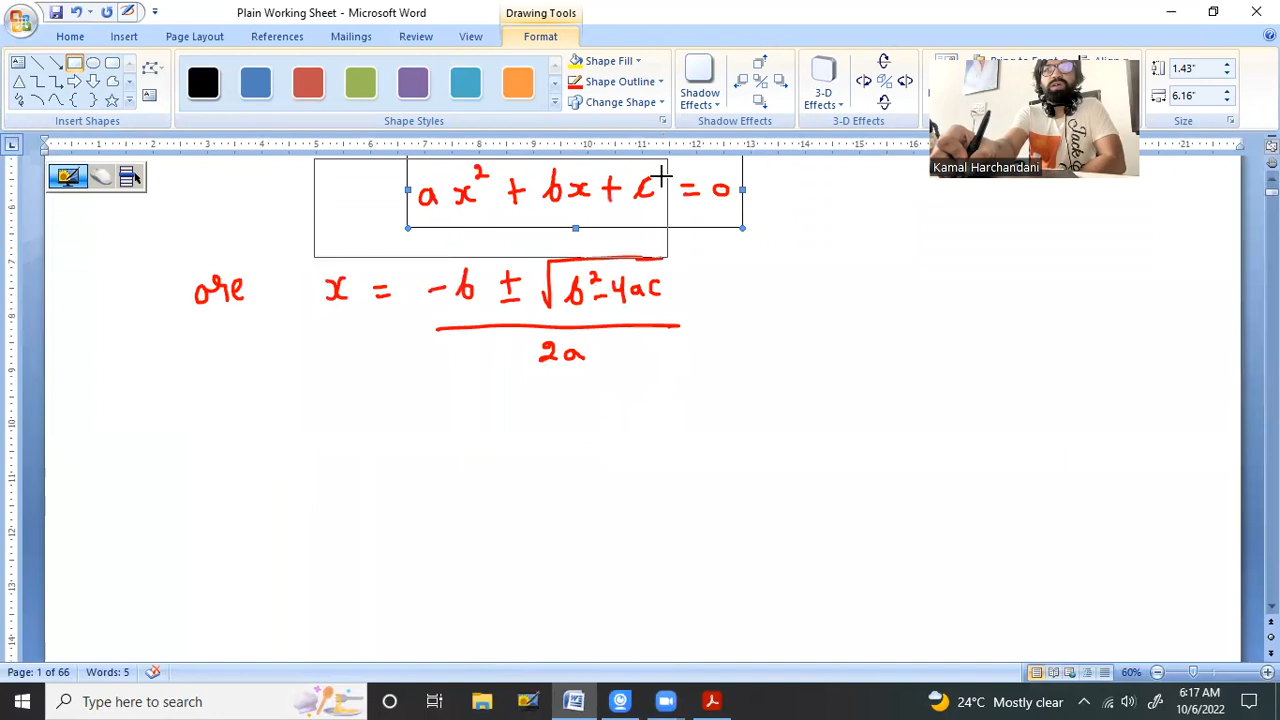 Plain Working Sheet - Microsoft Word
Drawing Tools
Home Insert Page Layout References Mailings Review View Format
Shape Fill
Shape Outline
Change Shape
Shadow Effects
3-D Effects
1.43"
6.16"
Insert Shapes
Shape Styles
Shadow Effects
3-D Effects
Size
Kamal Harchandani
a x² + bx + c = 0
are x = -b ± √b²-4ac
2a
Page: 1 of 66 Words: 5 60%
Type here to search
24°C Mostly clear
6:17 AM
10/6/2022